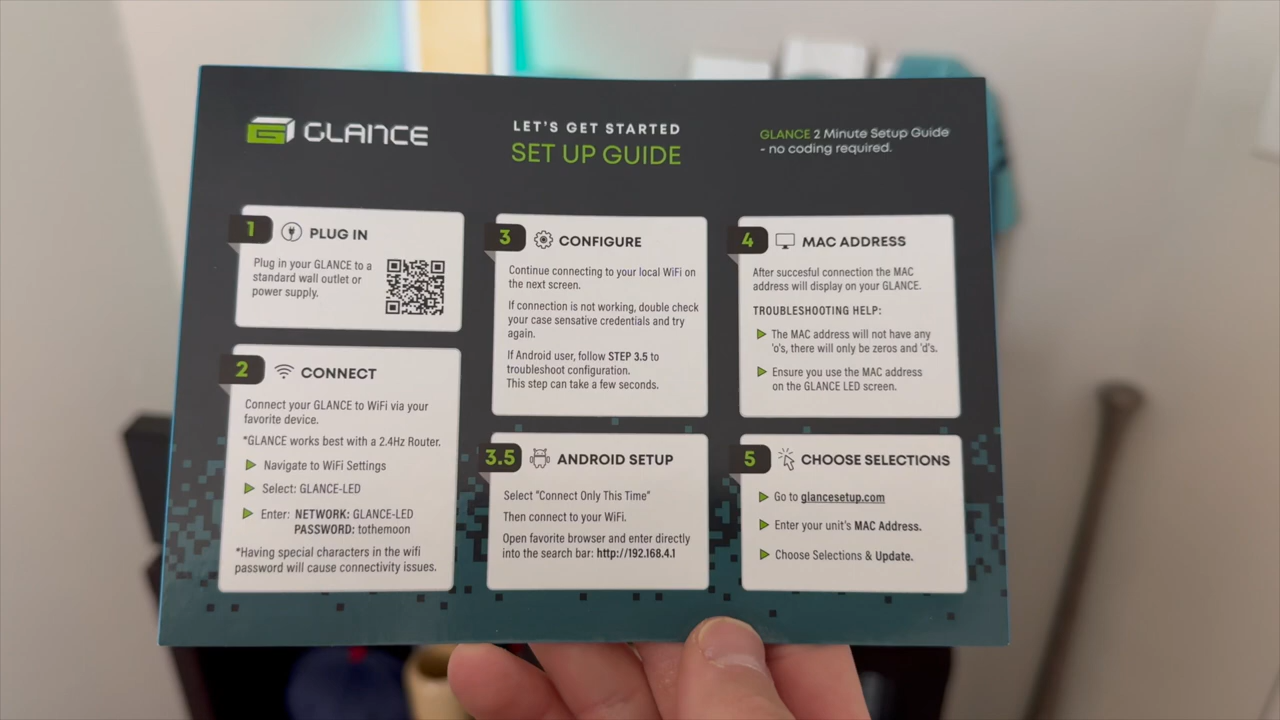 GLANCE
LET'S GET STARTED
SET UP GUIDE
GLANCE 2 Minute Setup Guide
- no coding required.
1 PLUG IN
Plug in your GLANCE to a
standard wall outlet or
power supply.
2 CONNECT
Connect your GLANCE to WiFi via your
favorite device.
*GLANCE works best with a 2.4Hz Router.
Navigate to WiFi Settings
Select: GLANCE-LED
Enter: NETWORK: GLANCE-LED
PASSWORD: tothemoon
*Having special characters in the wifi
password will cause connectivity issues.
3 CONFIGURE
Continue connecting to your local WiFi on
the next screen.
If connection is not working, double check
your case sensative credentials and try
again.
If Android user, follow STEP 3.5 to
troubleshoot configuration.
This step can take a few seconds.
3.5 ANDROID SETUP
Select "Connect Only This Time"
Then connect to your WiFi.
Open favorite browser and enter directly
into the search bar: http://192.168.4.1
4 MAC ADDRESS
After succesful connection the MAC
address will display on your GLANCE.
TROUBLESHOOTING HELP:
The MAC address will not have any
'o's, there will only be zeros and 'd's.
Ensure you use the MAC address
on the GLANCE LED screen.
5 CHOOSE SELECTIONS
Go to glancesetup.com
Enter your unit's MAC Address.
Choose Selections & Update.